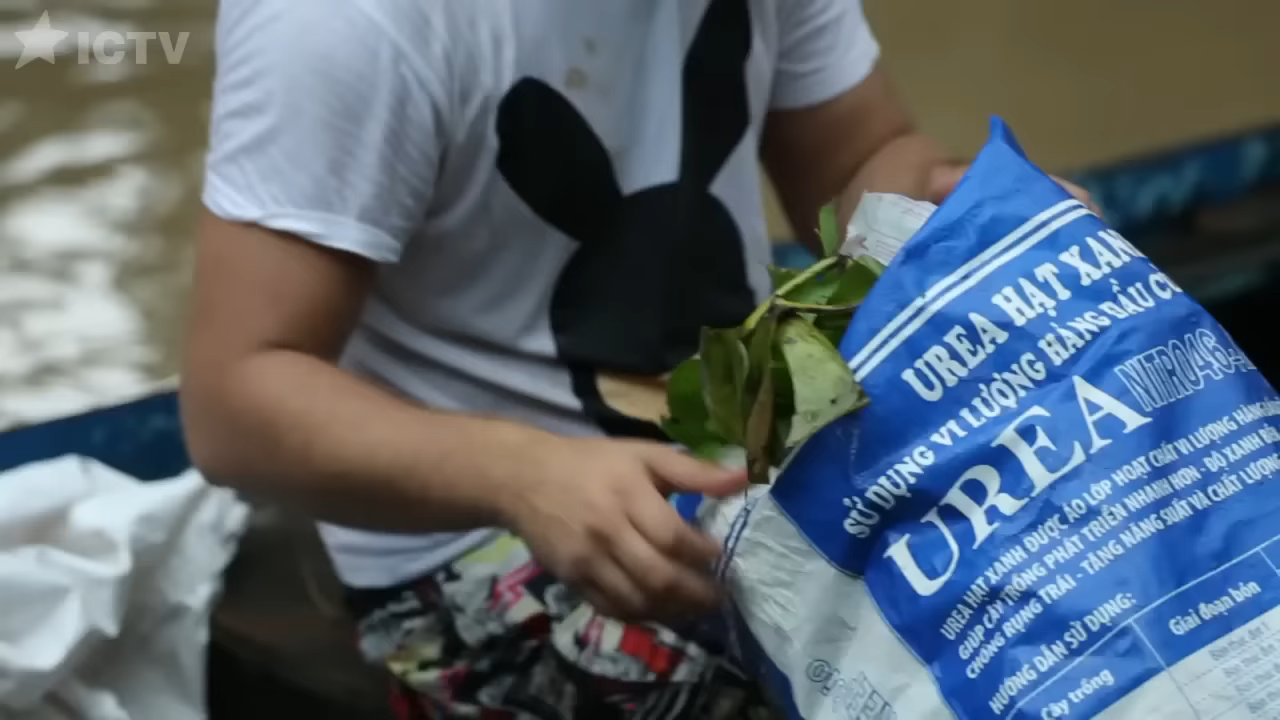 ICTV
UREA HẠT XANH
SỬ DỤNG VI LƯỢNG HÀNG ĐẦU
UREA NITRO46
UREA HẠT XANH ĐƯỢC ÁO LỚP HOẠT CHẤT VI LƯỢNG HÀNG
GIÚP CÂY TRỒNG PHÁT TRIỂN NHANH HƠN - ĐỘ XANH
CHỐNG RỤNG TRÁI - TĂNG NĂNG SUẤT VÀ CHẤT LƯỢNG
HƯỚNG DẪN SỬ DỤNG:
Cây trồng
Giai đoạn bón